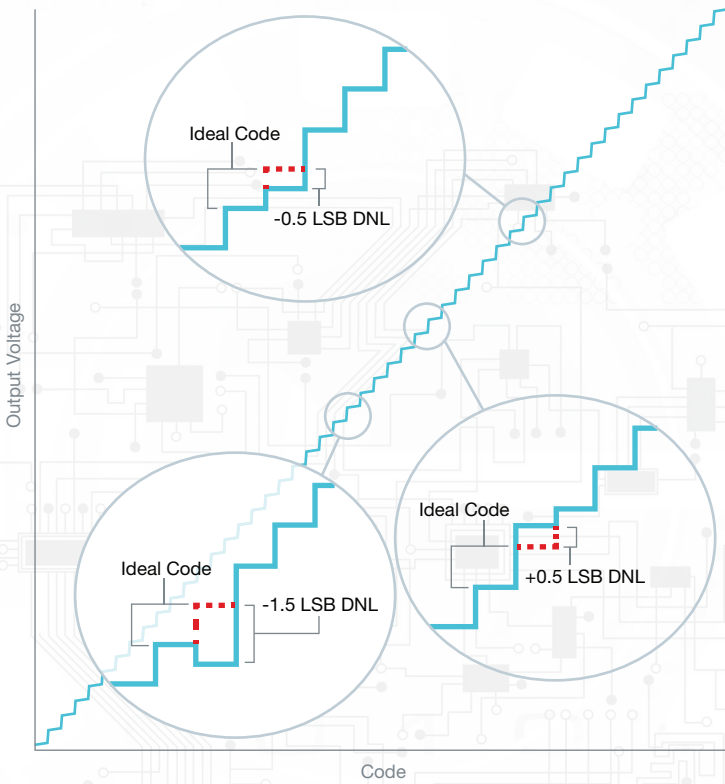 Ideal Code
-0.5 LSB DNL
Output Voltage
Ideal Code
+0.5 LSB DNL
Ideal Code
-1.5 LSB DNL
Code